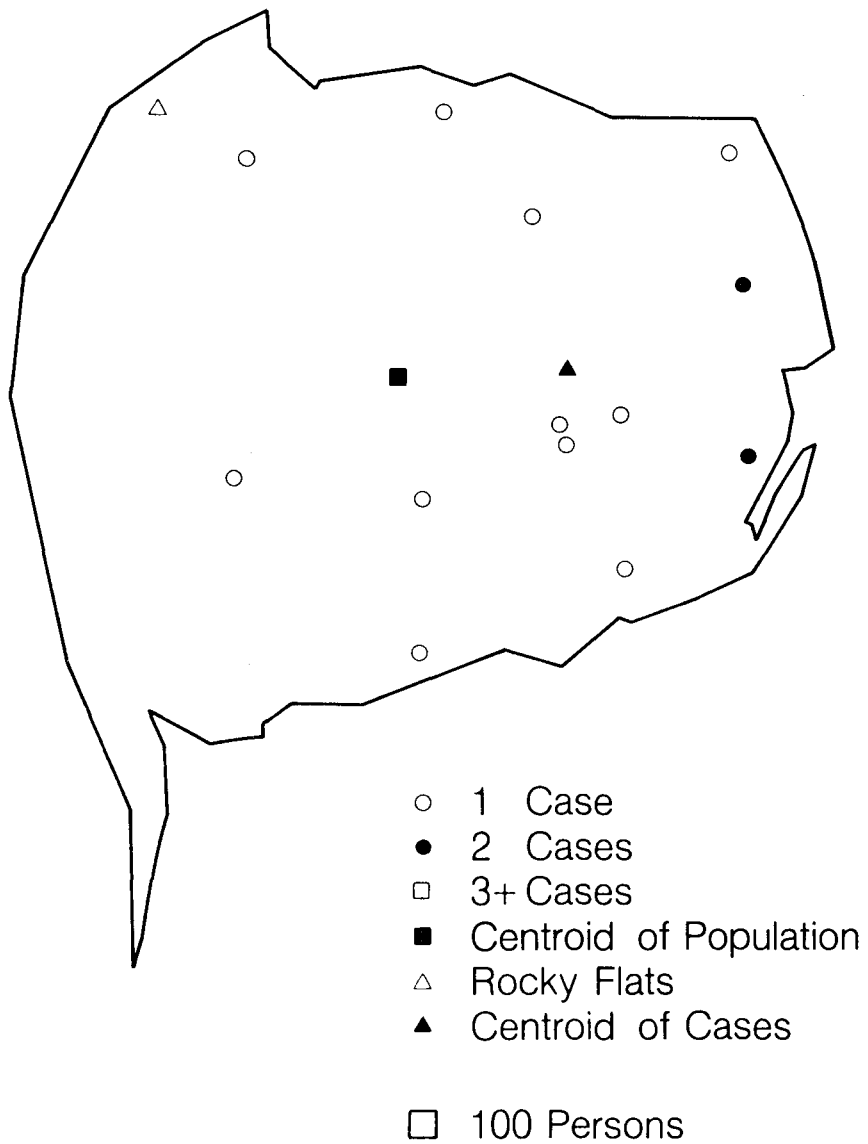 1 Case
2 Cases
3+ Cases
Centroid of Population
Rocky Flats
Centroid of Cases
100 Persons